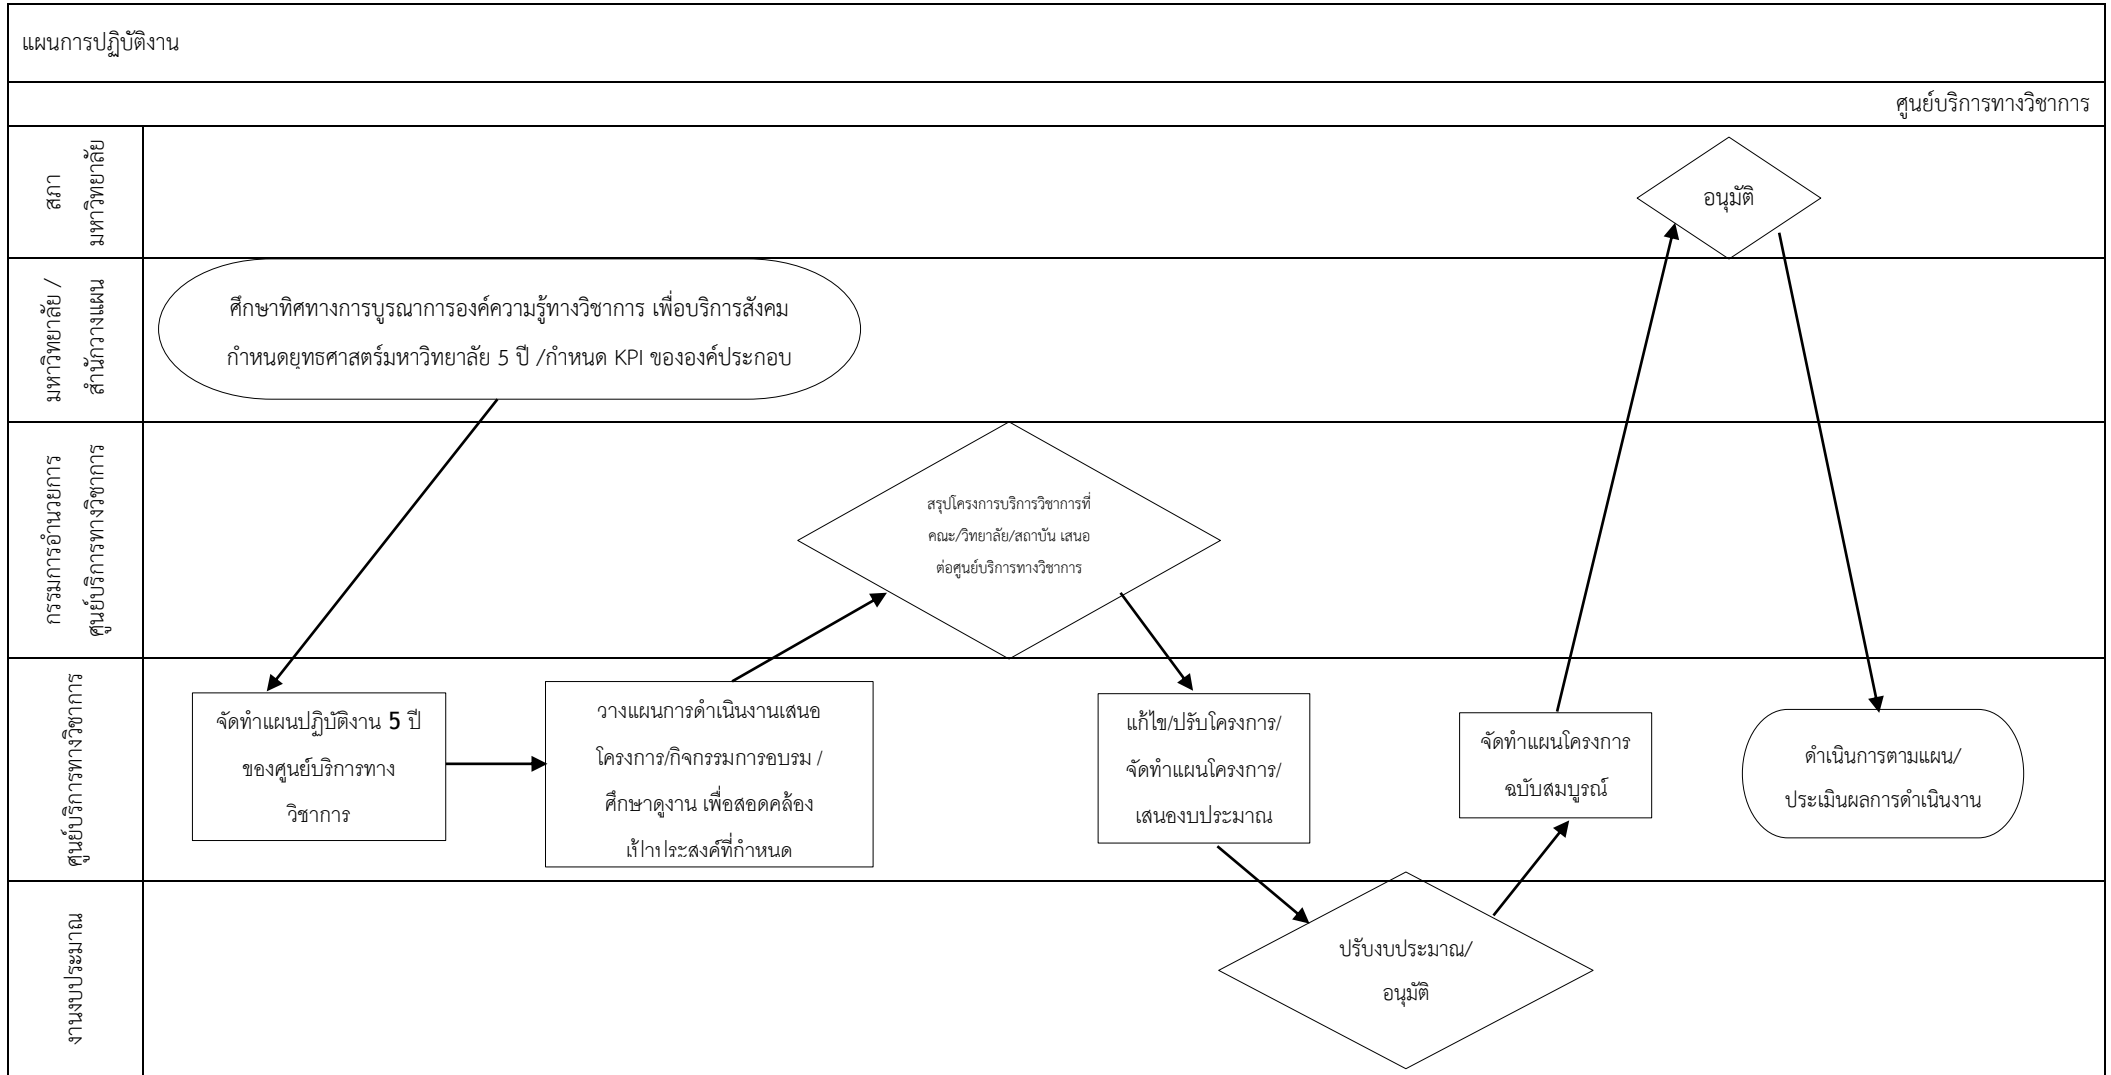 แผนการปฏิบัติงาน
ศูนย์บริการทางวิชาการ
สภา
มหาวิทยาลัย
อนุมัติ
มหาวิทยาลัย /
สำนักวางแผน
ศึกษาทิศทางการบูรณาการองค์ความรู้ทางวิชาการ เพื่อบริการสังคม
กำหนดยุทธศาสตร์มหาวิทยาลัย 5 ปี /กำหนด KPI ขององค์ประกอบ
กรรมการอำนวยการ
ศูนย์บริการทางวิชาการ
สรุปโครงการบริการวิชาการที่
คณะ/วิทยาลัย/สถาบัน เสนอ
ต่อศูนย์บริการทางวิชาการ
ศูนย์บริการทางวิชาการ
จัดทำแผนปฏิบัติงาน 5 ปี
ของศูนย์บริการทาง
วิชาการ
วางแผนการดำเนินงานเสนอ
โครงการ/กิจกรรมการอบรม /
ศึกษาดูงาน เพื่อสอดคล้อง
เป้าประสงค์ที่กำหนด
แก้ไข/ปรับโครงการ/
จัดทำแผนโครงการ/
เสนองบประมาณ
จัดทำแผนโครงการ
ฉบับสมบูรณ์
ดำเนินการตามแผน/
ประเมินผลการดำเนินงาน
งานงบประมาณ
ปรับงบประมาณ/
อนุมัติ